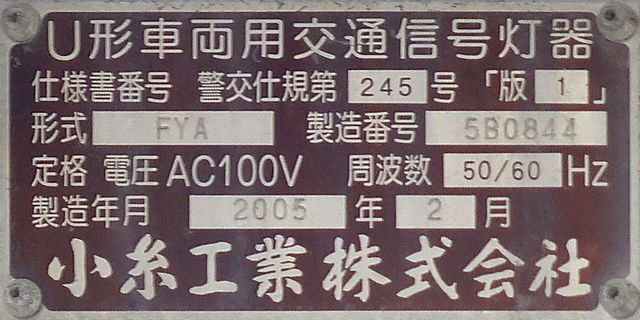 U形車両用交通信号灯器
仕様書番号 警交仕規第 245 号 「版 1 」
形式 FYA 製造番号 5B0844
定格 電圧 AC100V 周波数 50/60 Hz
製造年月 2005 年 2 月
小糸工業株式会社